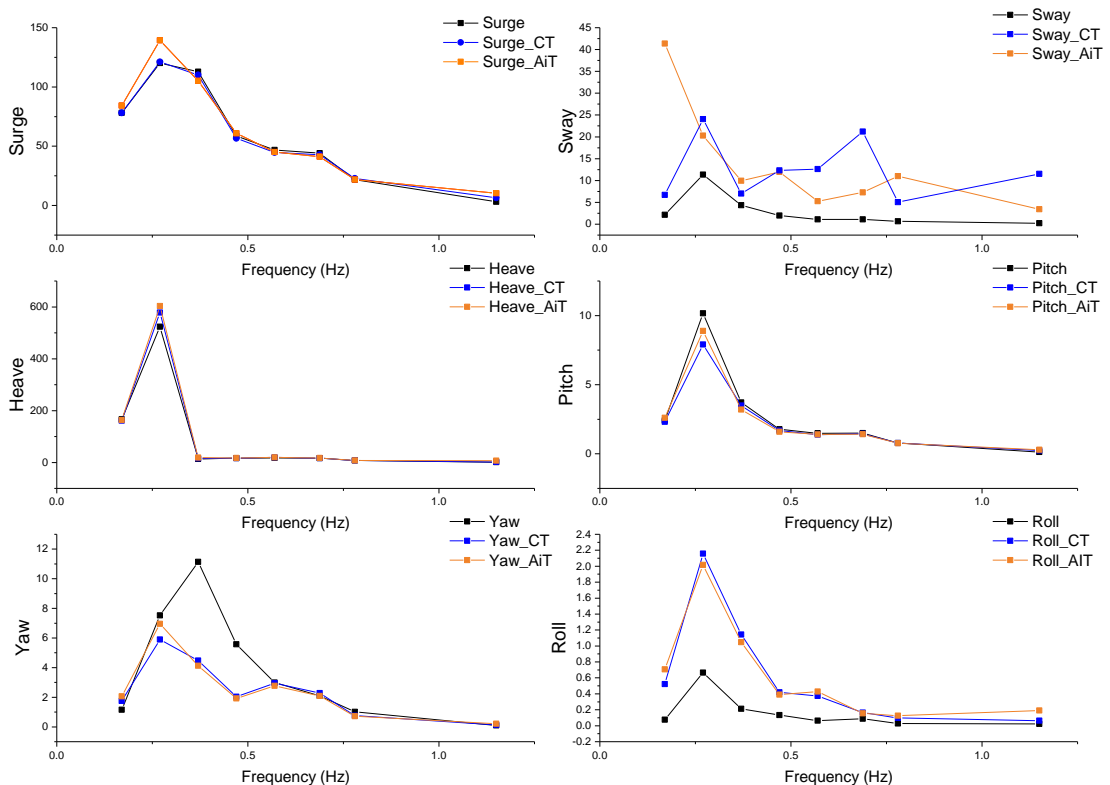 Surge
Surge_CT
Surge_AiT
150
100
50
0
Surge
0.0
0.5
1.0
Frequency (Hz)
Sway
Sway_CT
Sway_AiT
45
40
35
30
25
20
15
10
5
0
Sway
0.0
0.5
1.0
Frequency (Hz)
Heave
Heave_CT
Heave_AiT
600
400
200
0
Heave
0.0
0.5
1.0
Frequency (Hz)
Pitch
Pitch_CT
Pitch_AiT
10
5
0
Pitch
0.0
0.5
1.0
Frequency (Hz)
Yaw
Yaw_CT
Yaw_AiT
12
10
8
6
4
2
0
Yaw
0.0
0.5
1.0
Frequency (Hz)
Roll
Roll_CT
Roll_AIT
2.4
2.2
2.0
1.8
1.6
1.4
1.2
1.0
0.8
0.6
0.4
0.2
0.0
-0.2
Roll
0.0
0.5
1.0
Frequency (Hz)